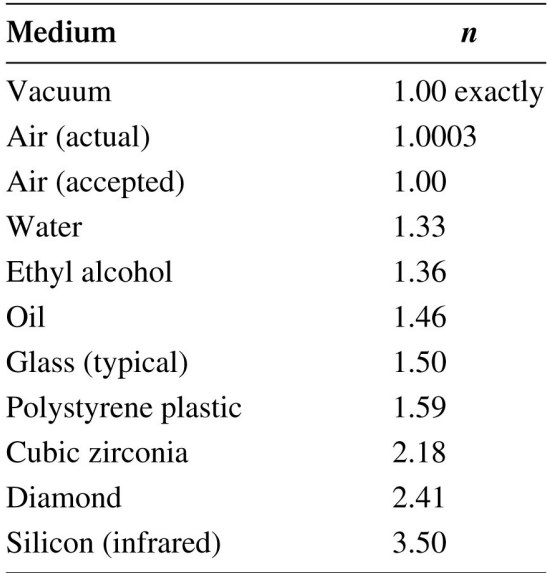 Medium n
Vacuum 1.00 exactly
Air (actual) 1.0003
Air (accepted) 1.00
Water 1.33
Ethyl alcohol 1.36
Oil 1.46
Glass (typical) 1.50
Polystyrene plastic 1.59
Cubic zirconia 2.18
Diamond 2.41
Silicon (infrared) 3.50